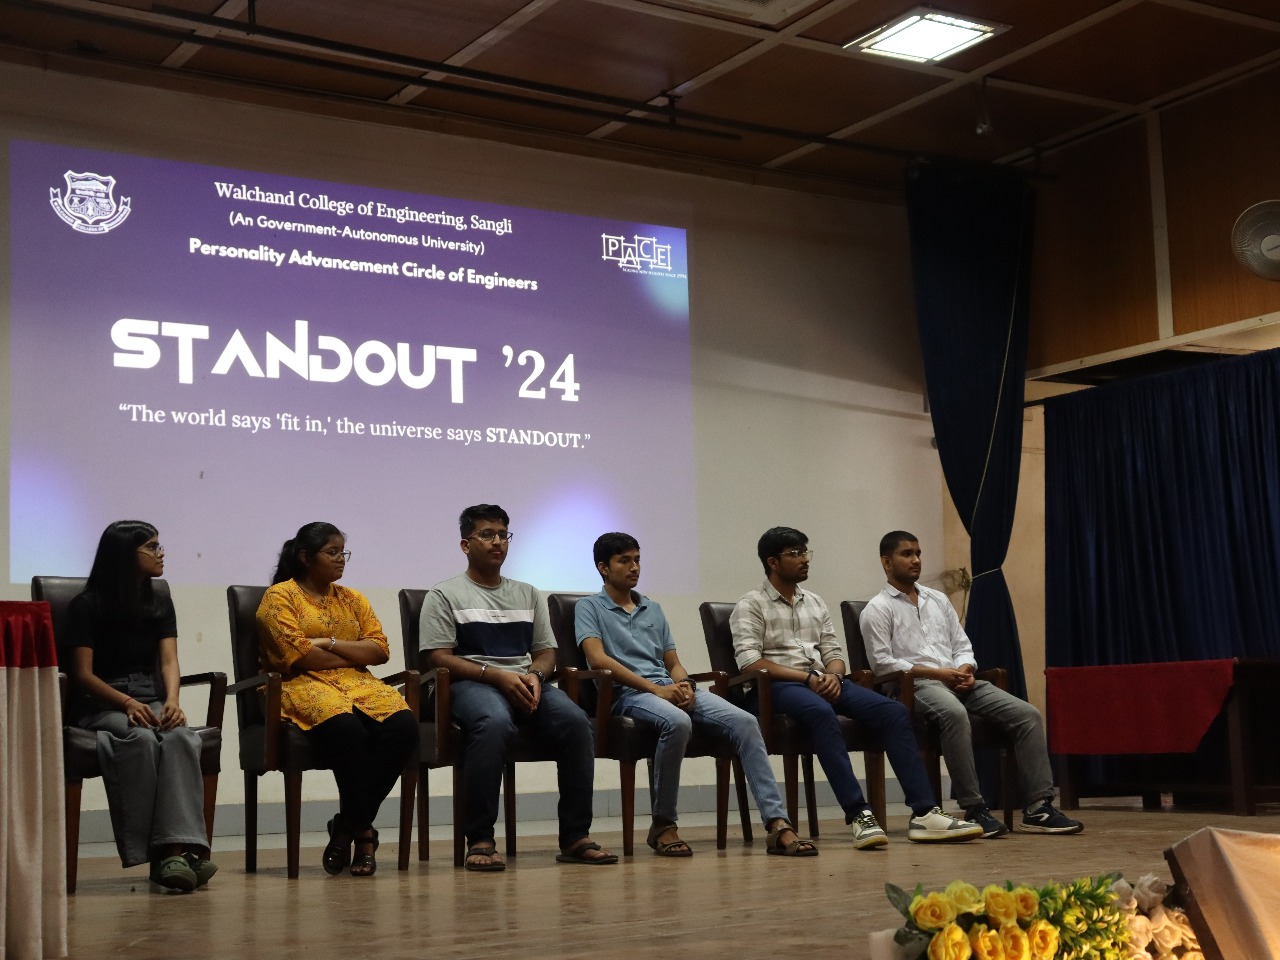 Walchand College of Engineering, Sangli
(An Government-Autonomous University)
Personality Advancement Circle of Engineers
PACE
STANDOUT '24
“The world says 'fit in,' the universe says STANDOUT.”